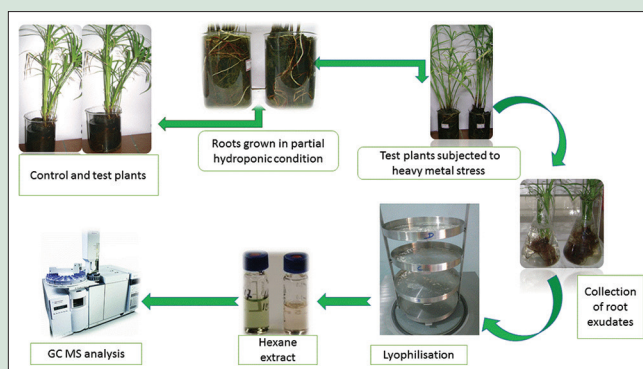 Control and test plants
Roots grown in partial
hydroponic condition
Test plants subjected to
heavy metal stress
Collection
of root
exudates
Lyophilisation
Hexane
extract
GC MS analysis